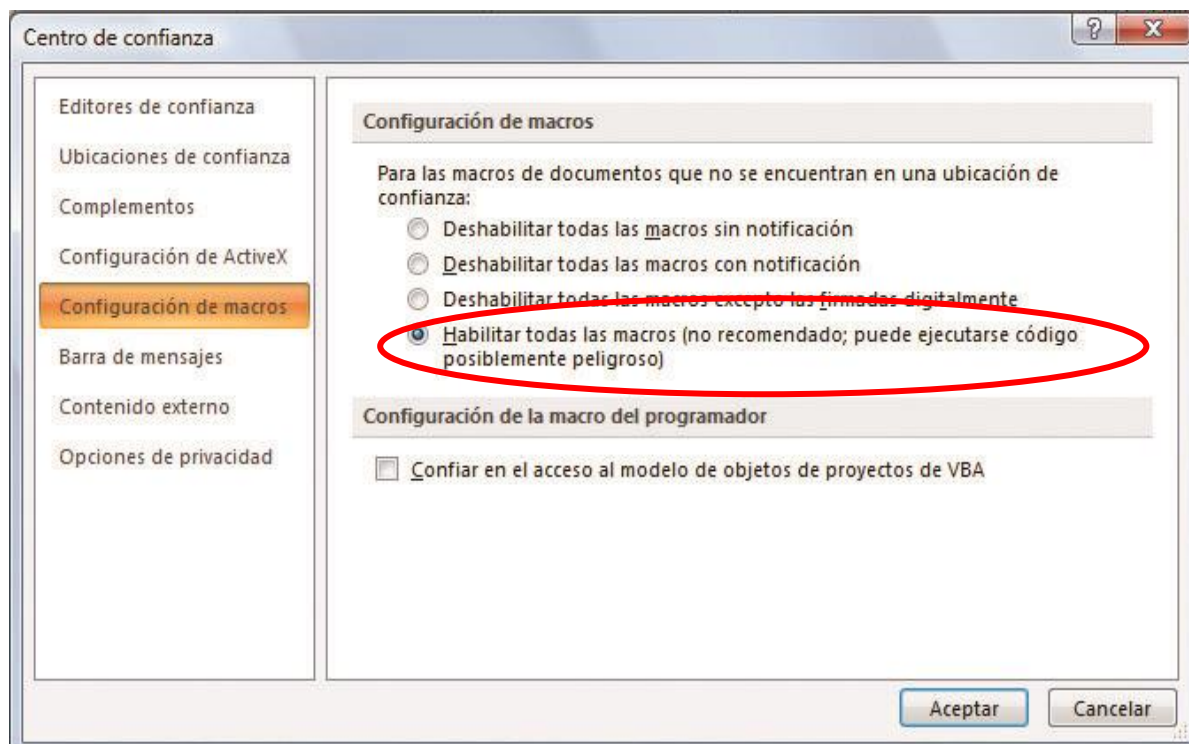 Centro de confianza
Editores de confianza
Ubicaciones de confianza
Complementos
Configuración de ActiveX
Configuración de macros
Barra de mensajes
Contenido externo
Opciones de privacidad
Configuración de macros
Para las macros de documentos que no se encuentran en una ubicación de
confianza:
Deshabilitar todas las macros sin notificación
Deshabilitar todas las macros con notificación
Deshabilitar todas las macros excepto las firmadas digitalmente
Habilitar todas las macros (no recomendado; puede ejecutarse código
posiblemente peligroso)
Configuración de la macro del programador
Confiar en el acceso al modelo de objetos de proyectos de VBA
Aceptar
Cancelar